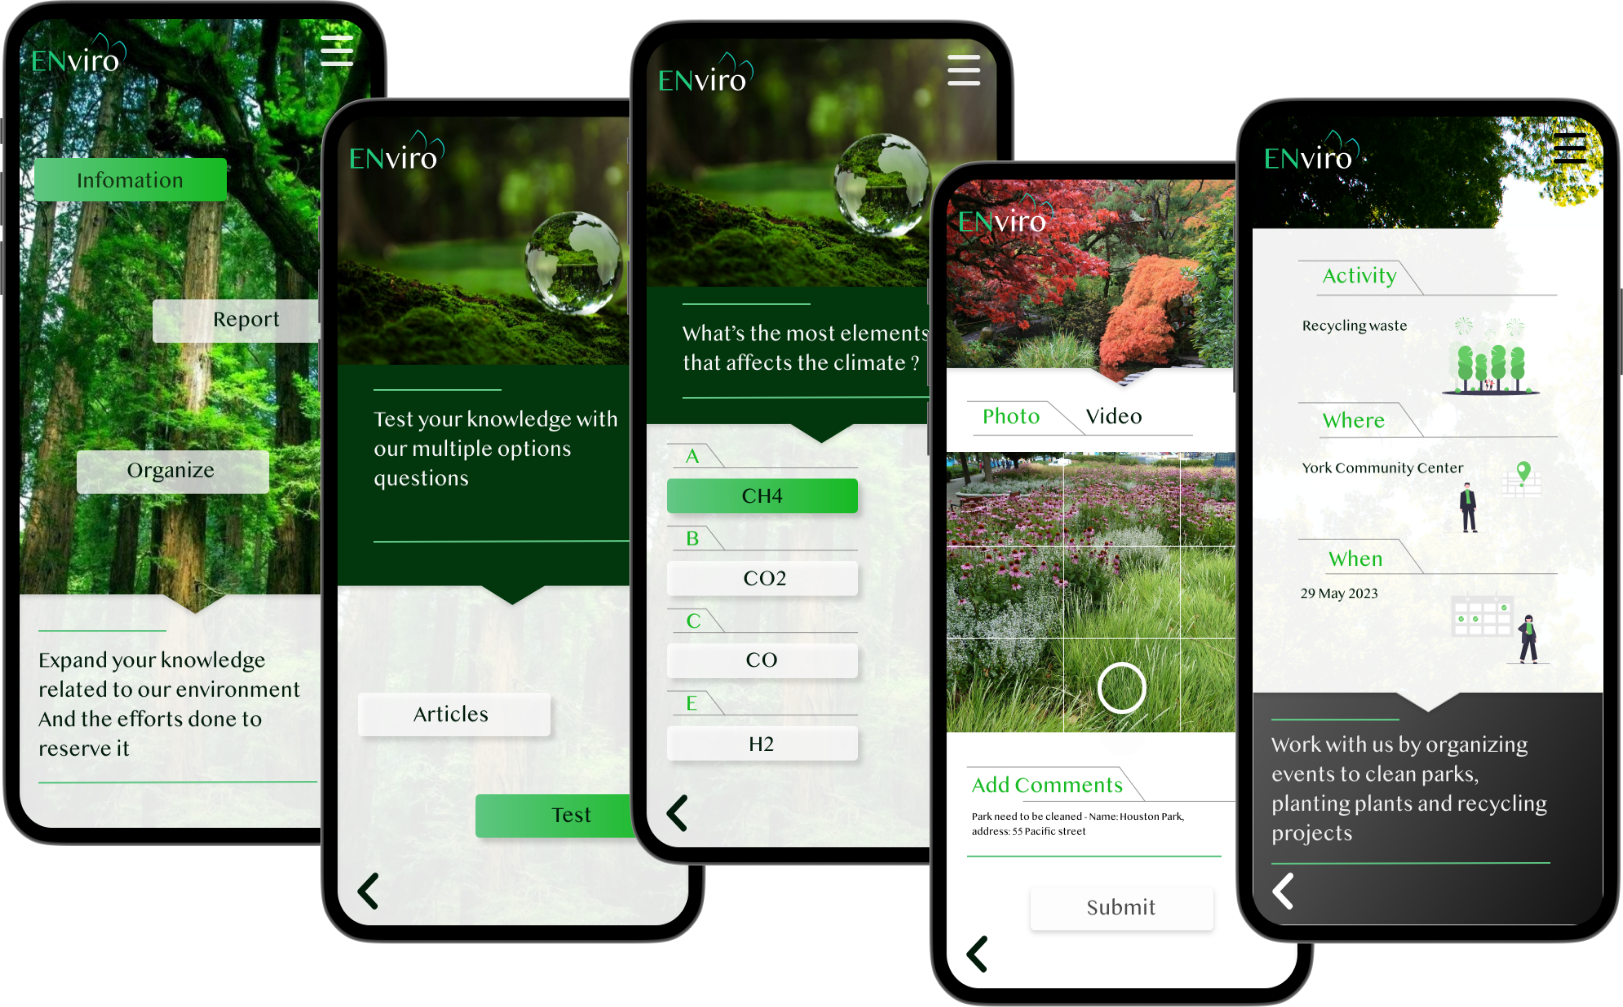 ENviro
Infomation
Report
Organize
Expand your knowledge
related to our environment
And the efforts done to
reserve it
ENviro
Test your knowledge with
our multiple options
questions
Articles
Test
ENviro
What's the most elements
that affects the climate ?
A
CH4
B
CO2
C
CO
E
H2
ENviro
Photo Video
Add Comments
Park need to be cleaned - Name: Houston Park,
address: 55 Pacific street
Submit
ENviro
Activity
Recycling waste
Where
York Community Center
When
29 May 2023
Work with us by organizing
events to clean parks,
planting plants and recycling
projects